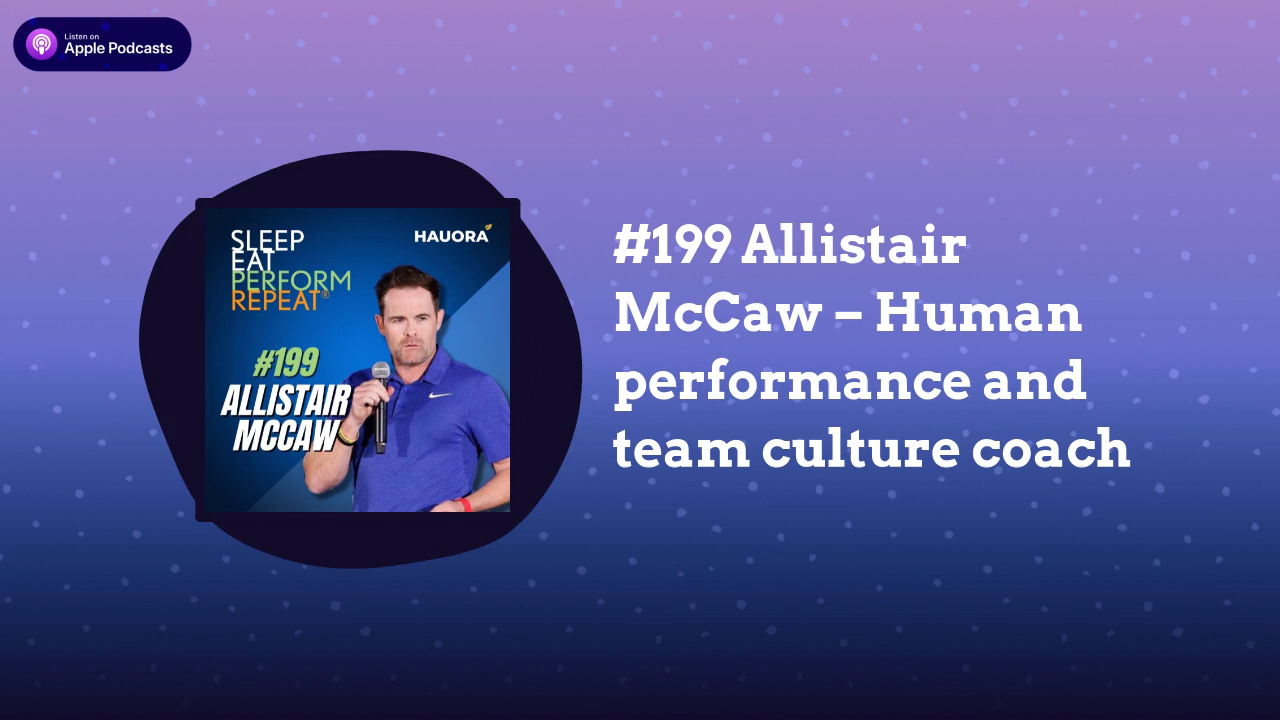 Listen on
Apple Podcasts
SLEEP
EAT
PERFORM
REPEAT®
HAUORA
#199
ALLISTAIR
MCCAW
#199 Allistair
McCaw – Human
performance and
team culture coach